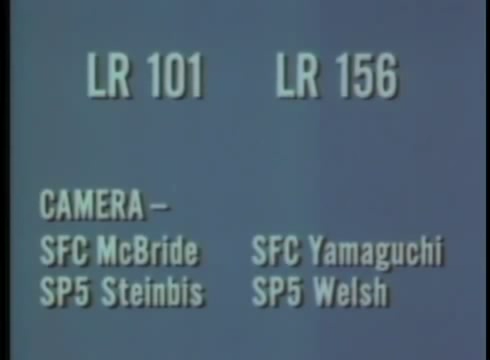 LR 101 LR 156
CAMERA –
SFC McBride SFC Yamaguchi
SP5 Steinbis SP5 Welsh